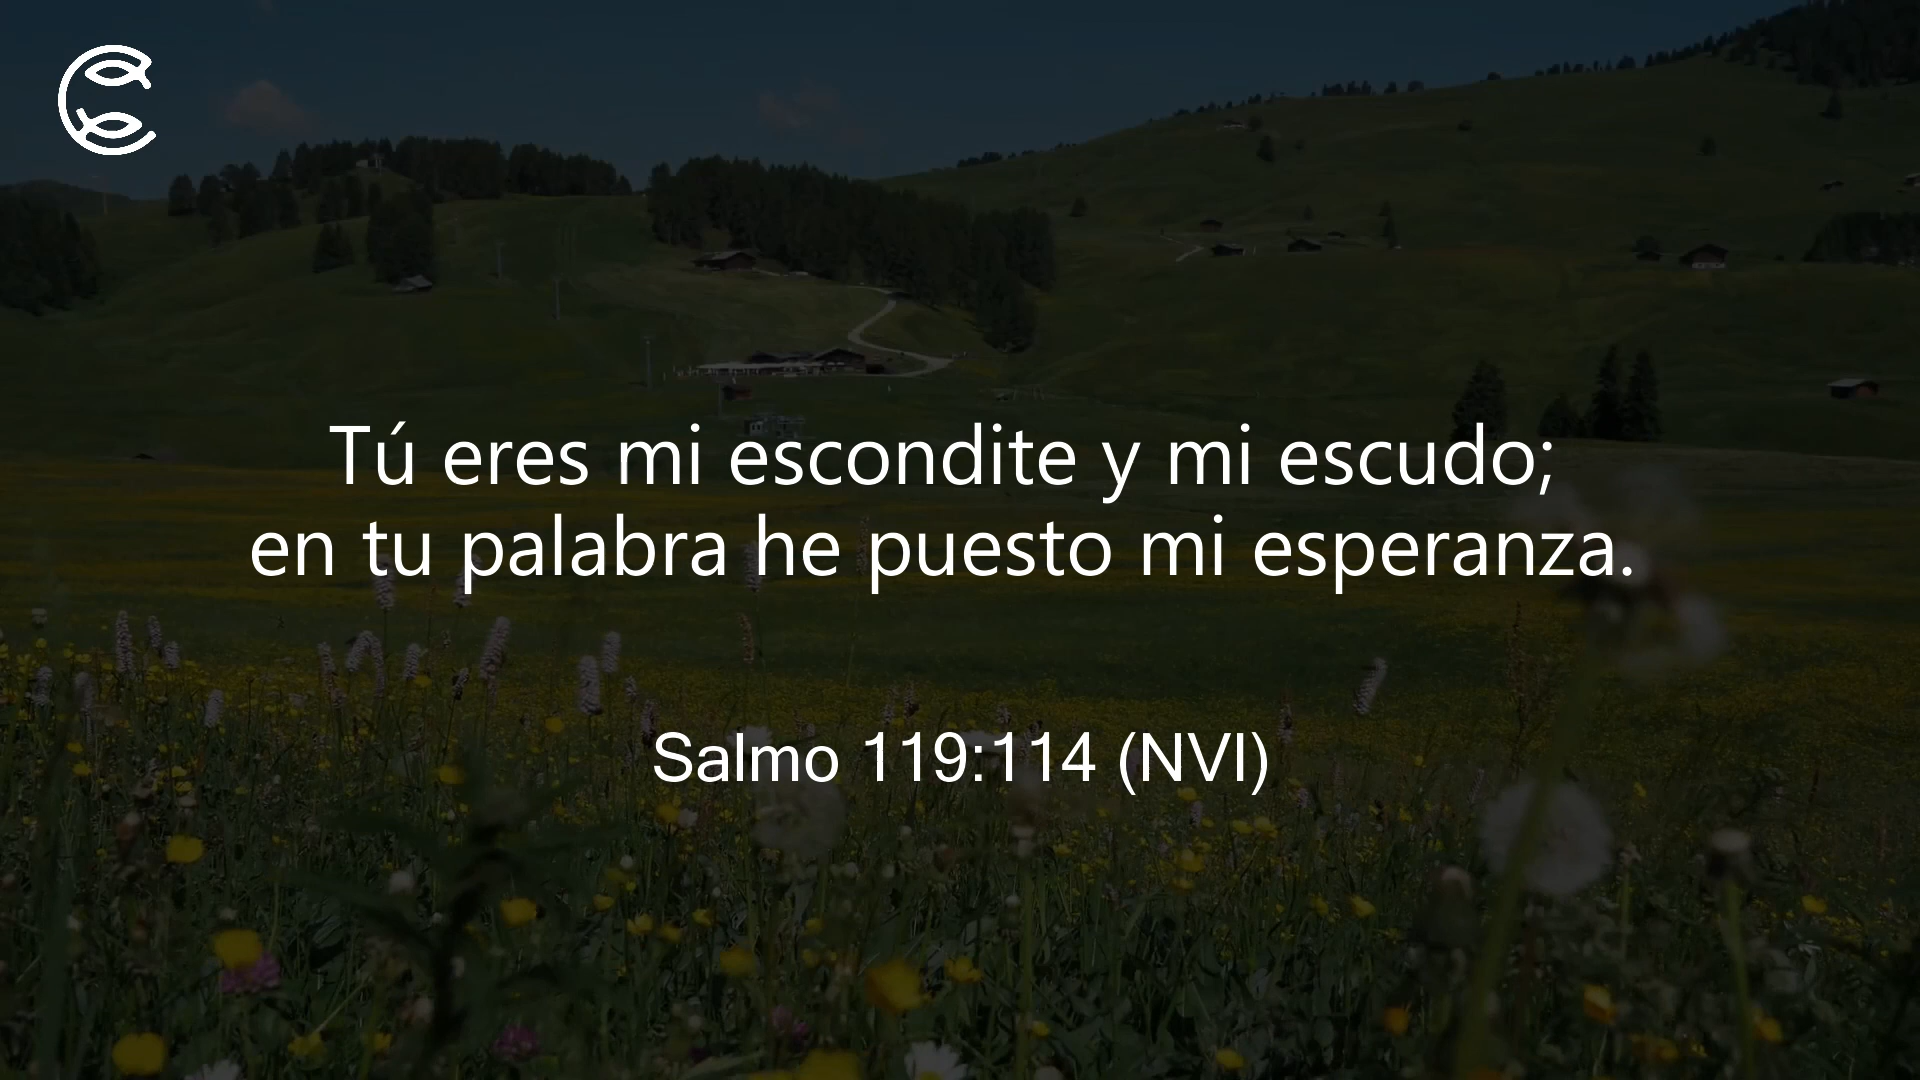 Tú eres mi escondite y mi escudo;
en tu palabra he puesto mi esperanza.
Salmo 119:114 (NVI)